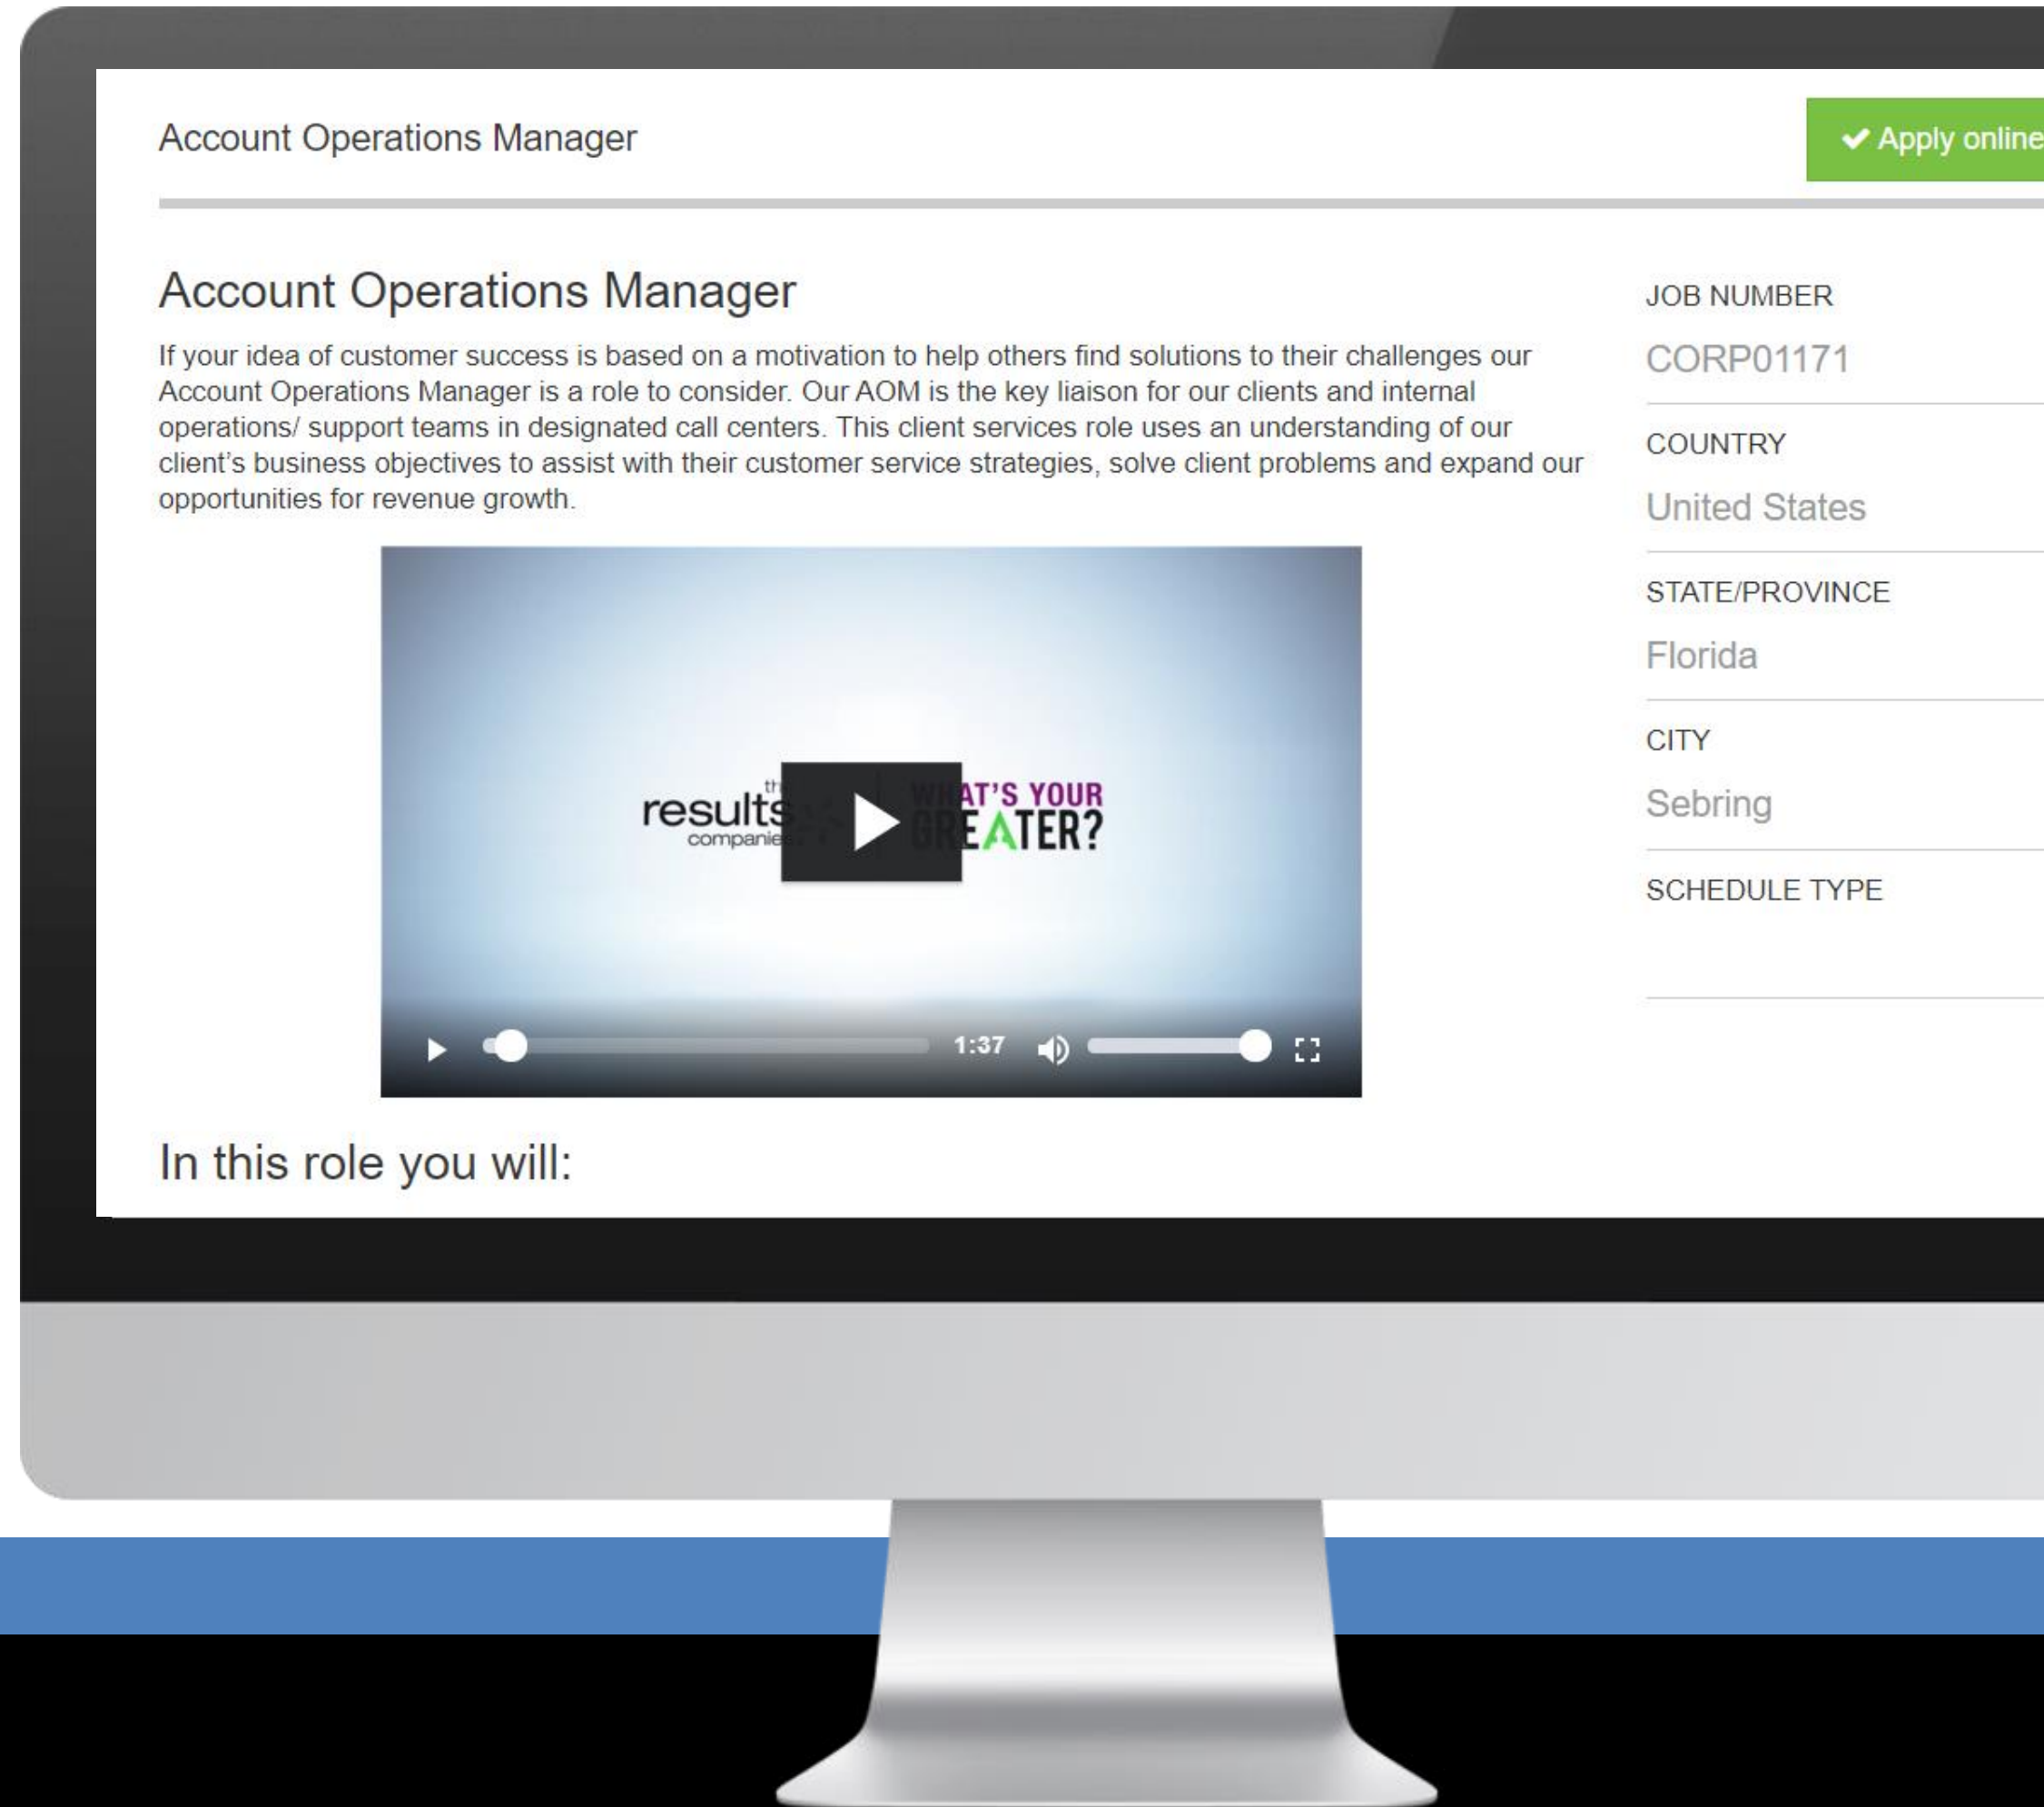 Account Operations Manager
Apply online
Account Operations Manager
If your idea of customer success is based on a motivation to help others find solutions to their challenges our
Account Operations Manager is a role to consider. Our AOM is the key liaison for our clients and internal
operations/ support teams in designated call centers. This client services role uses an understanding of our
client's business objectives to assist with their customer service strategies, solve client problems and expand our
opportunities for revenue growth.
results
WHAT'S YOUR
GREATER?
1:37
In this role you will:
JOB NUMBER
CORP01171
COUNTRY
United States
STATE/PROVINCE
Florida
CITY
Sebring
SCHEDULE TYPE